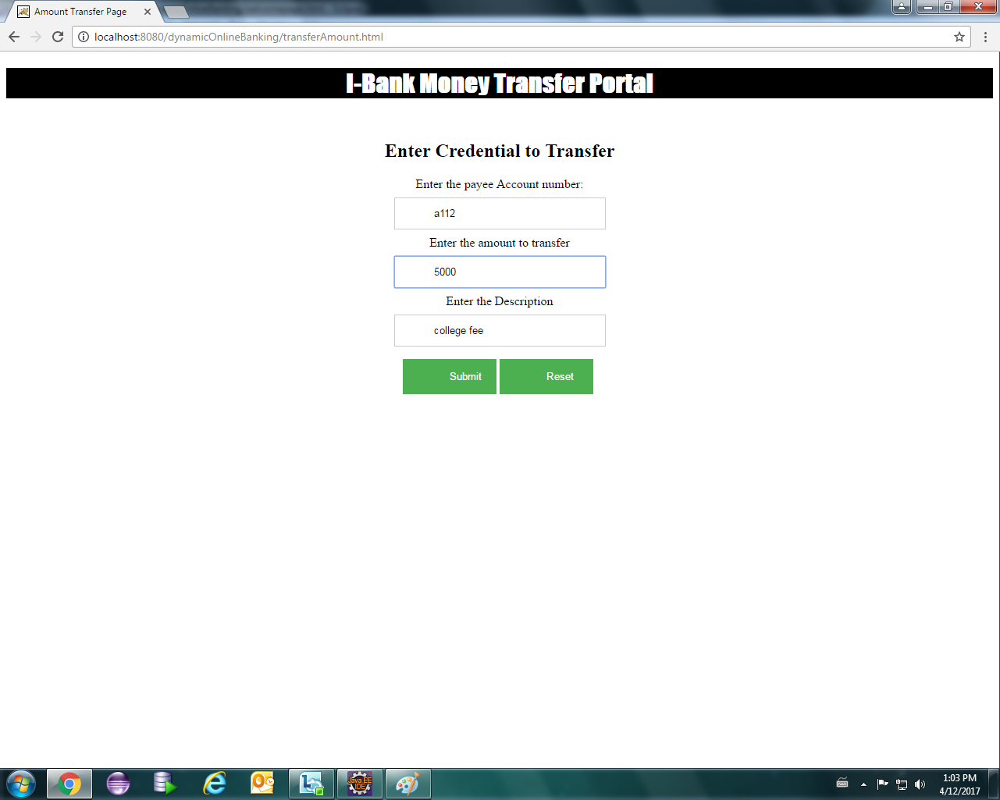 Amount Transfer Page
localhost:8080/dynamicOnlineBanking/transferAmount.html
I-Bank Money Transfer Portal
Enter Credential to Transfer
Enter the payee Account number:
a112
Enter the amount to transfer
5000
Enter the Description
college fee
Submit Reset
Java EE
IDE
1:03 PM
4/12/2017